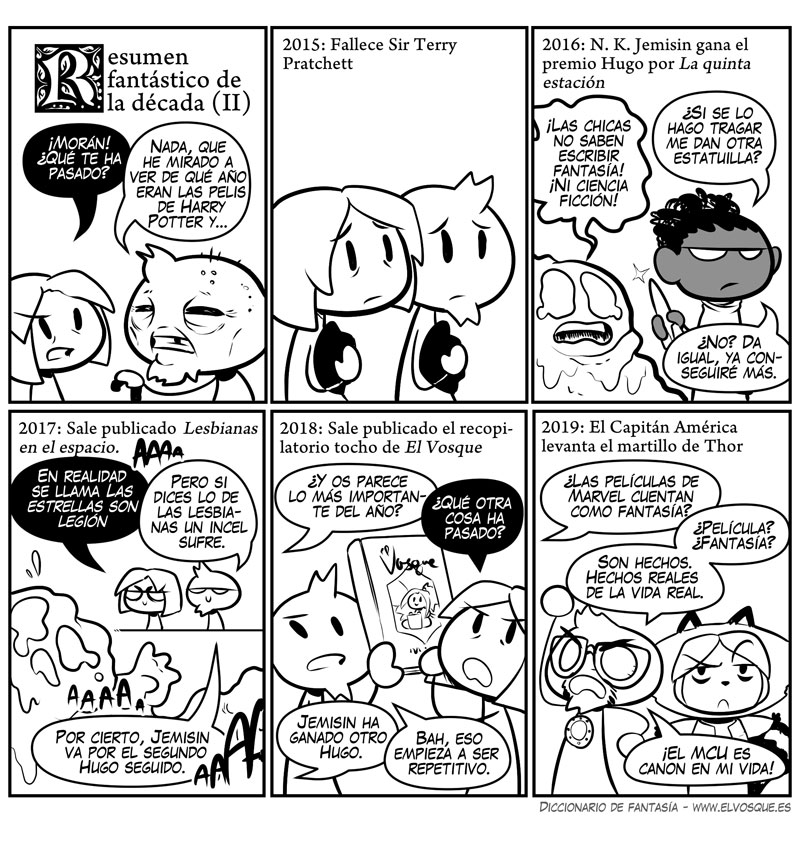 Resumen
fantástico de
la década (II)
¡Morán!
¿Qué te ha
pasado?
Nada, que
he mirado a
ver de qué año
eran las pelis
de Harry
Potter y...
2015: Fallece Sir Terry
Pratchett
2016: N. K. Jemisin gana el
premio Hugo por La quinta
estación
¡Las chicas
no saben
escribir
fantasía!
¡Ni ciencia
ficción!
¿Si se lo
hago tragar
me dan otra
estatuilla?
¿No? Da
igual, ya con-
seguiré más.
2017: Sale publicado Lesbianas
en el espacio.
AAAA
En realidad
se llama Las
estrellas son
legión
Pero si
dices lo de
las lesbia-
nas un incel
sufre.
AAAAA
Por cierto, Jemisin
va por el segundo
Hugo seguido.
AAAA
2018: Sale publicado el recopi-
latorio tocho de El Vosque
¿Y os parece
lo más importan-
te del año?
¿Qué otra
cosa ha
pasado?
Vosque
Jemisin ha
ganado otro
Hugo.
Bah, eso
empieza a ser
repetitivo.
2019: El Capitán América
levanta el martillo de Thor
¿Las películas de
Marvel cuentan
como fantasía?
¿Película?
¿Fantasía?
Son hechos.
Hechos reales
de la vida real.
¡El MCU es
canon en mi vida!
Diccionario de fantasía - www.elvosque.es